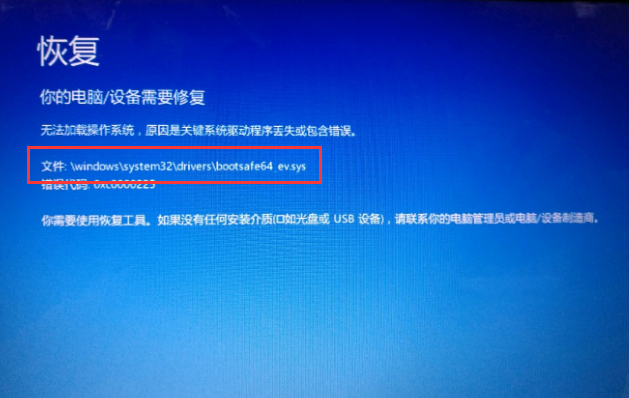 恢复
你的电脑/设备需要修复
无法加载操作系统，原因是关键系统驱动程序丢失或包含错误。
文件: \windows\system32\drivers\bootsafe64_ev.sys
错误代码: 0xc0000225
你需要使用恢复工具。如果没有任何安装介质(口如光盘或 USB 设备)，请联系你的电脑管理员或电脑/设备制造商。